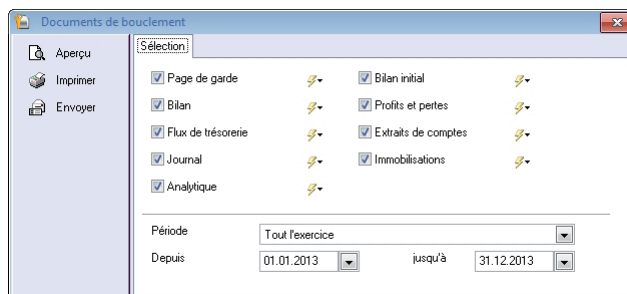 Documents de bouclement
Aperçu
Imprimer
Envoyer
Sélection
Page de garde
Bilan initial
Bilan
Profits et pertes
Flux de trésorerie
Extraits de comptes
Journal
Immobilisations
Analytique
Période
Tout l'exercice
Depuis
01.01.2013
jusqu'à
31.12.2013